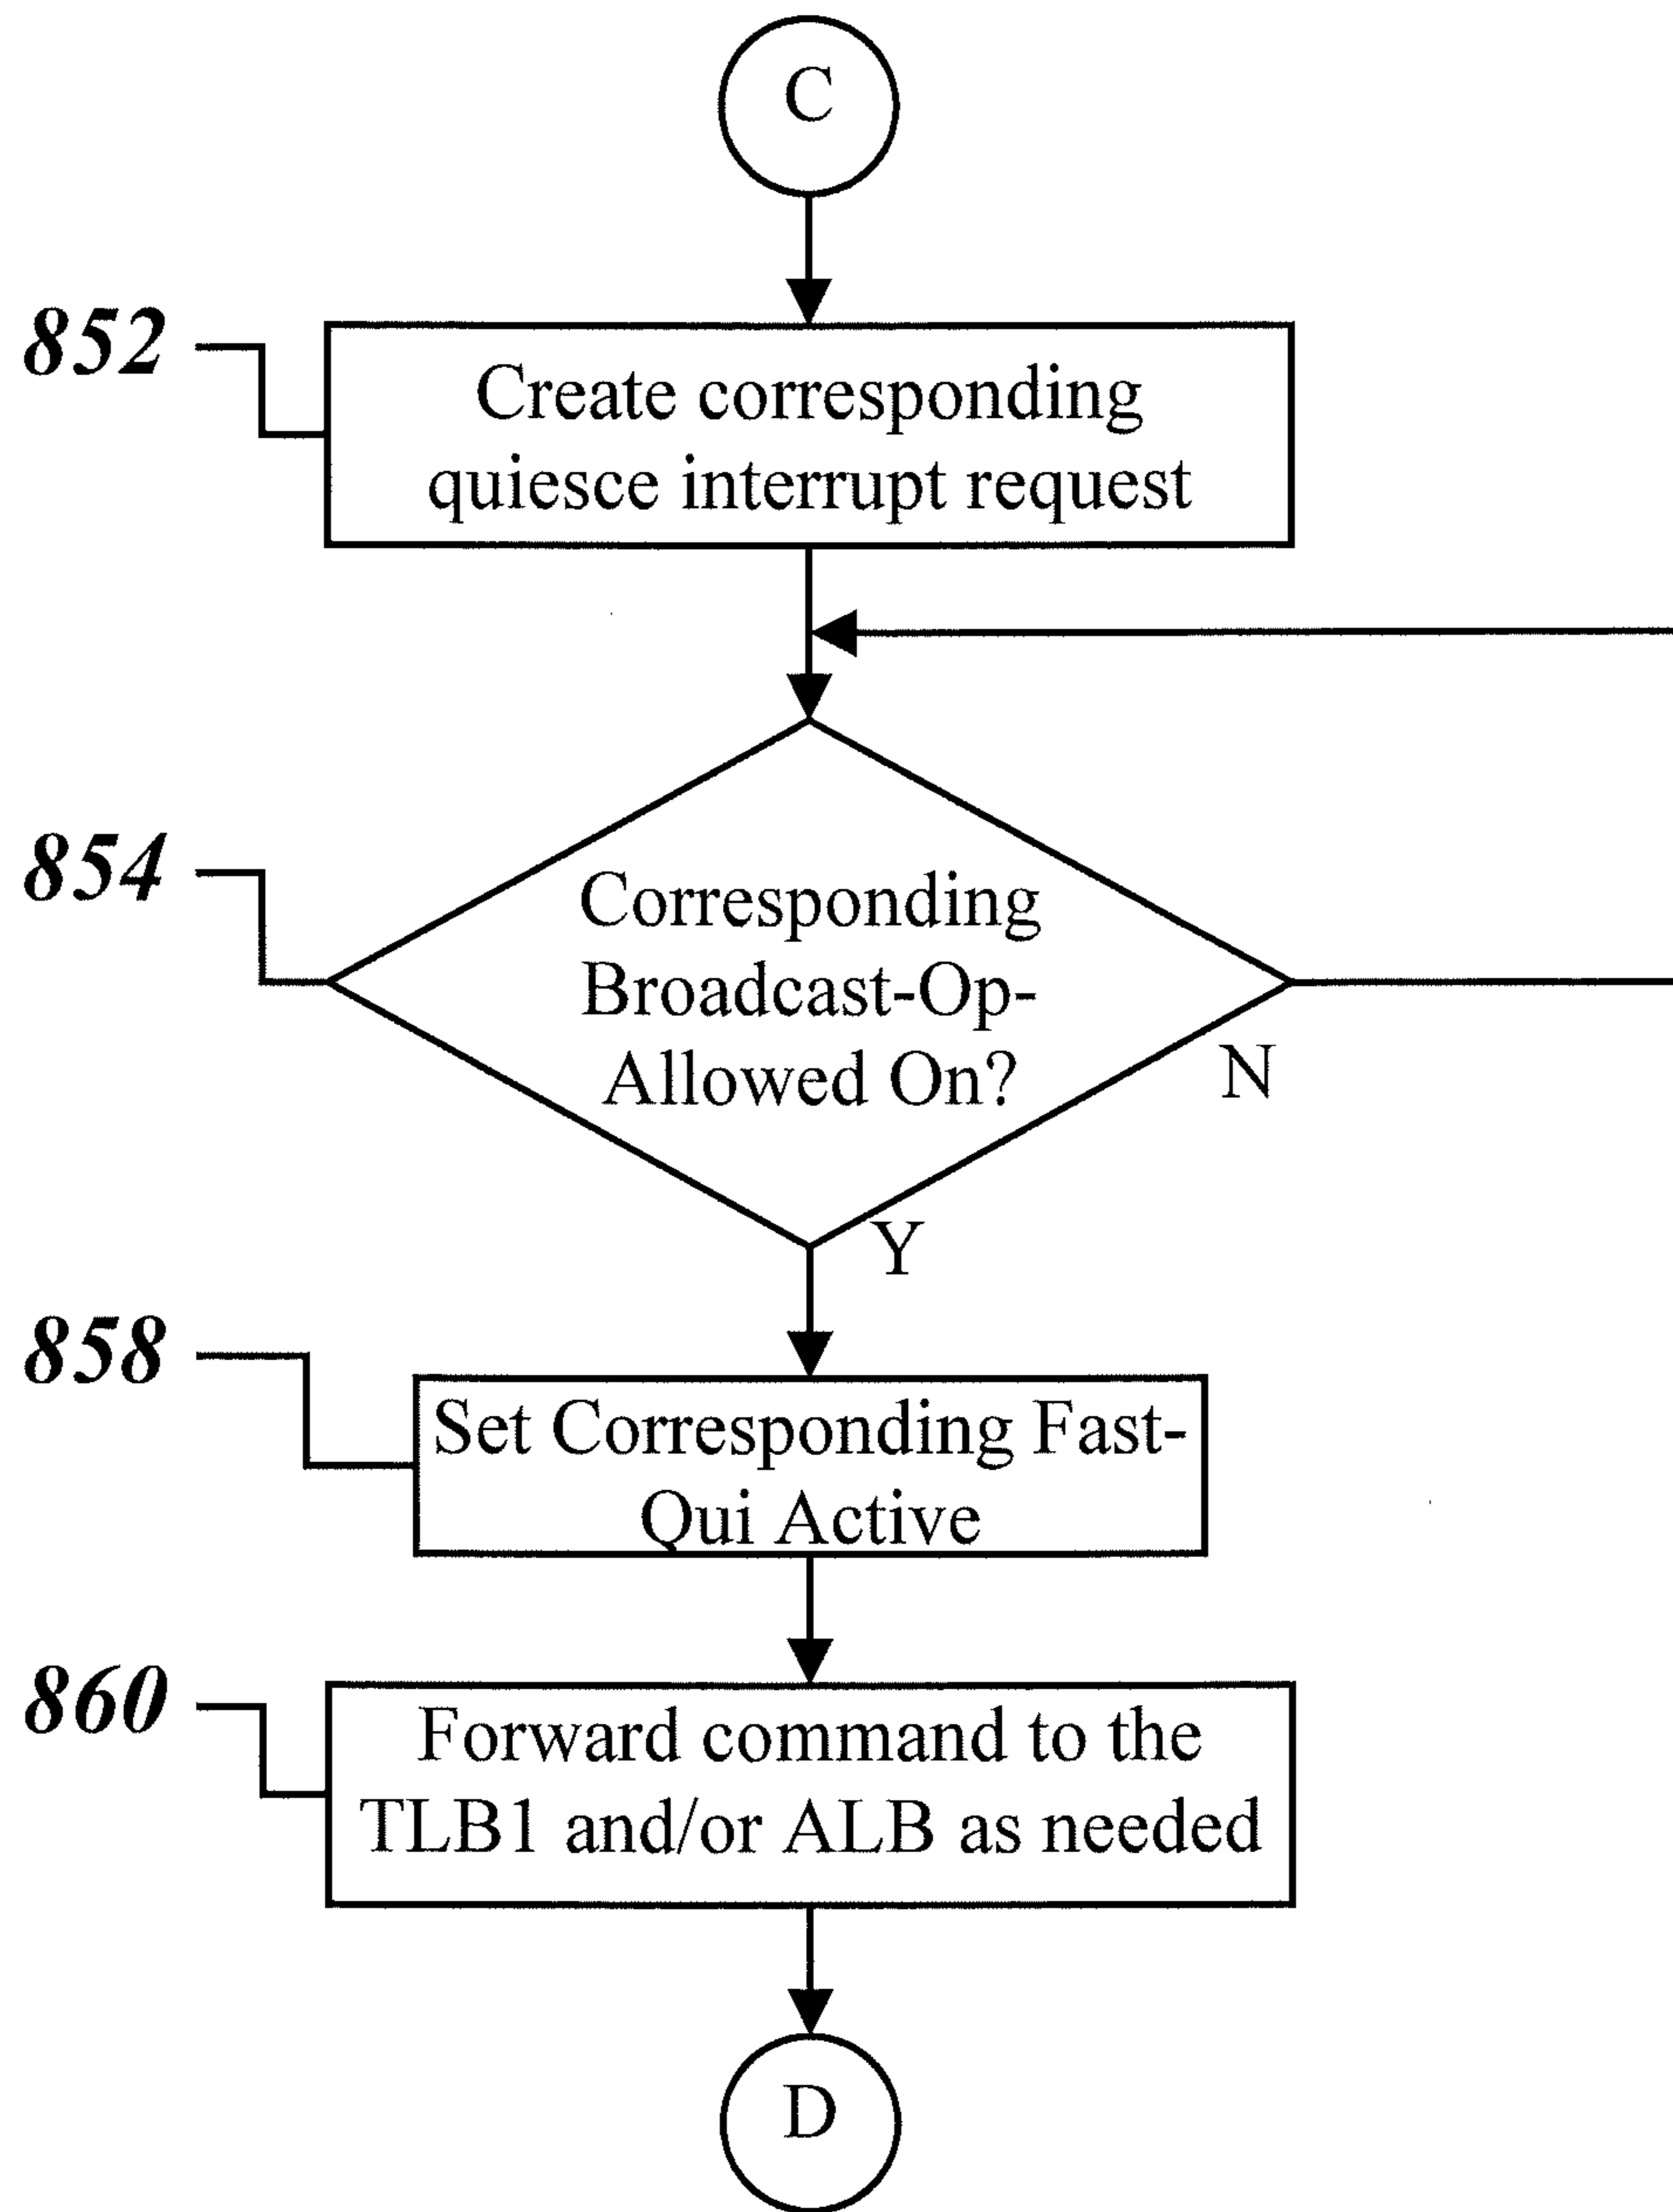 C
852
Create corresponding
quiesce interrupt request
854
Corresponding
Broadcast-Op-
Allowed On?
N
Y
858
Set Corresponding Fast-
Qui Active
860
Forward command to the
TLB1 and/or ALB as needed
D